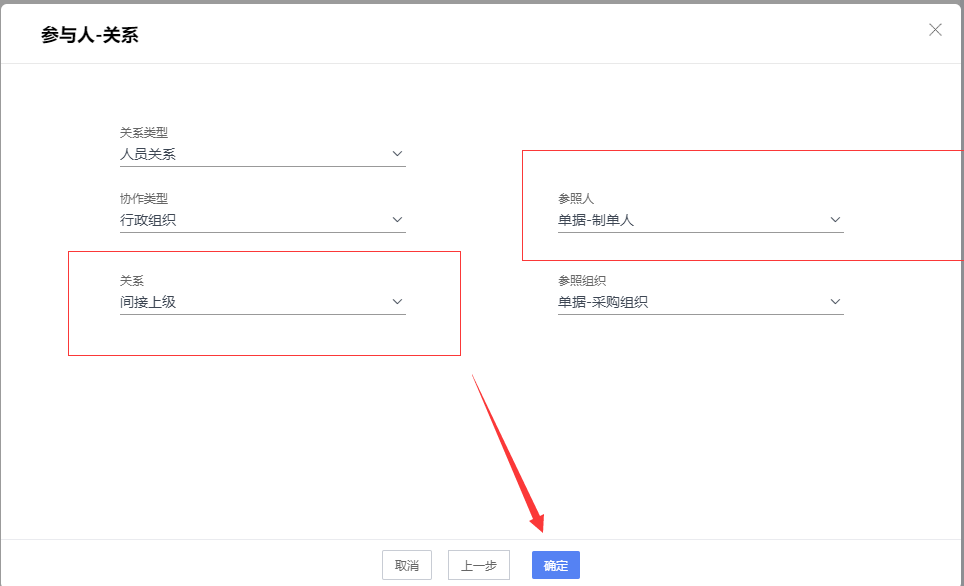 参与人-关系
关系类型
人员关系
协作类型
行政组织
参照人
单据-制单人
关系
间接上级
参照组织
单据-采购组织
取消
上一步
确定